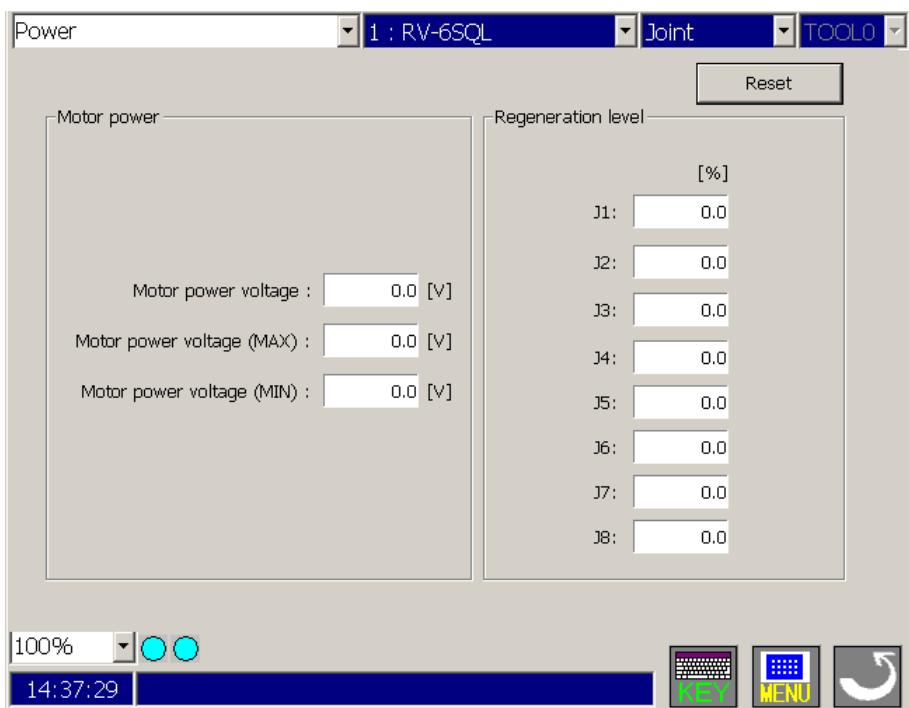 Power 1 : RV-6SQL Joint TOOL0
Reset
Motor power
Motor power voltage : 0.0 [V]
Motor power voltage (MAX) : 0.0 [V]
Motor power voltage (MIN) : 0.0 [V]
Regeneration level
[%]
J1: 0.0
J2: 0.0
J3: 0.0
J4: 0.0
J5: 0.0
J6: 0.0
J7: 0.0
J8: 0.0
100%
14:37:29
KEY MENU